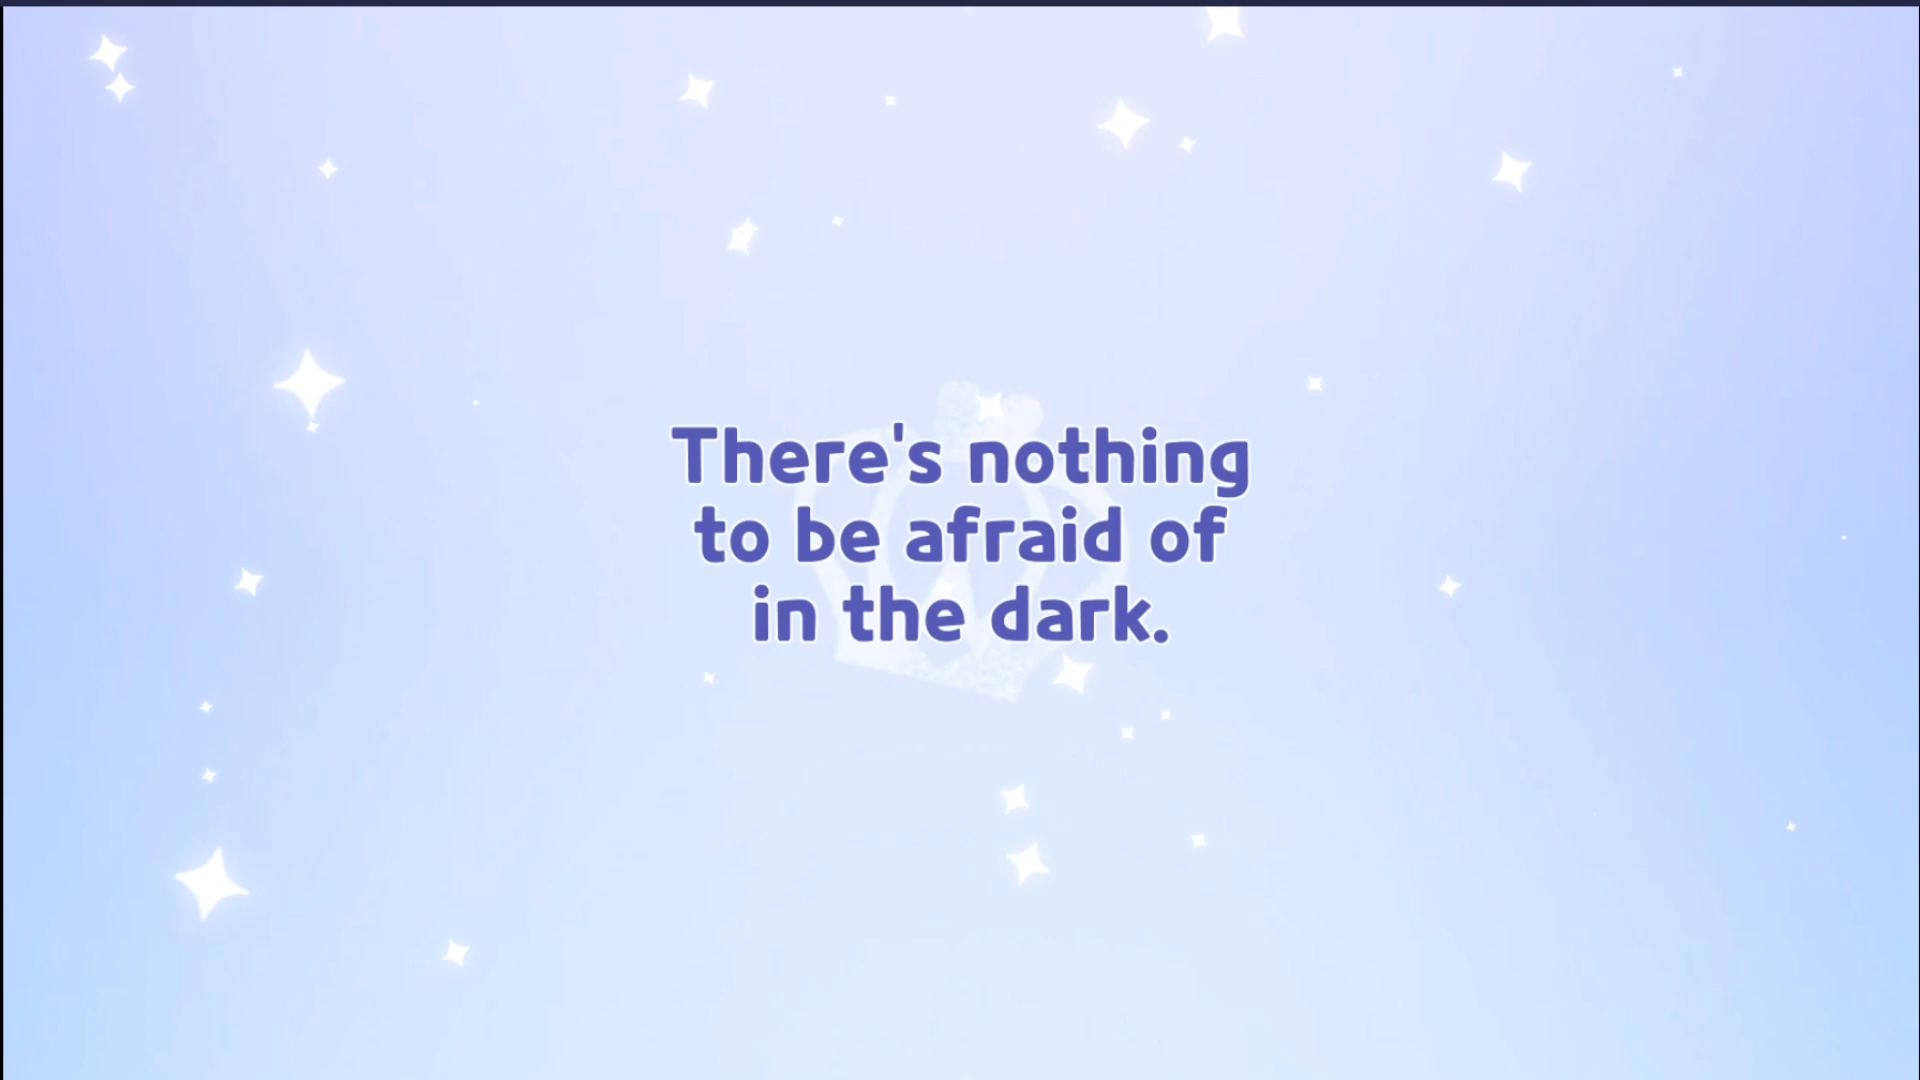 There's nothing
to be afraid of
in the dark.